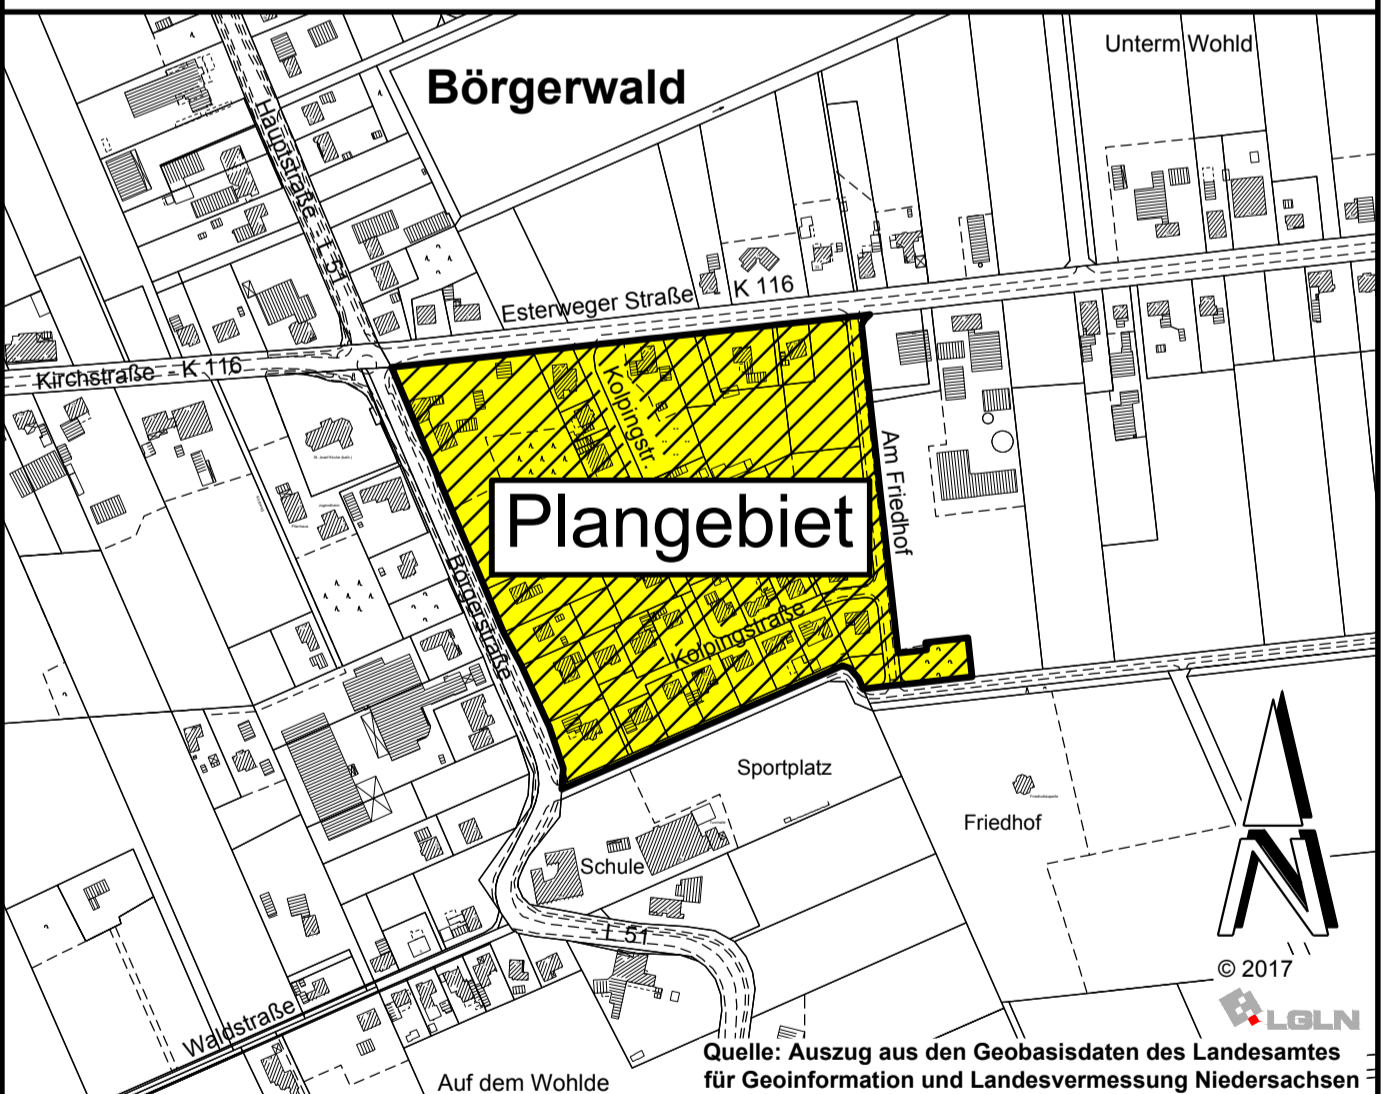 Unterm Wohld
Börgerwald
Hauptstraße - L 51
Esterweger Straße - K 116
Kirchstraße - K 116
Kolpingstr.
Am Friedhof
Plangebiet
Börgerstraße
Kolpingstraße
Sportplatz
Friedhof
Schule
L 51
Waldstraße
Auf dem Wohlde
N
© 2017
LGLN
Quelle: Auszug aus den Geobasisdaten des Landesamtes
für Geoinformation und Landesvermessung Niedersachsen